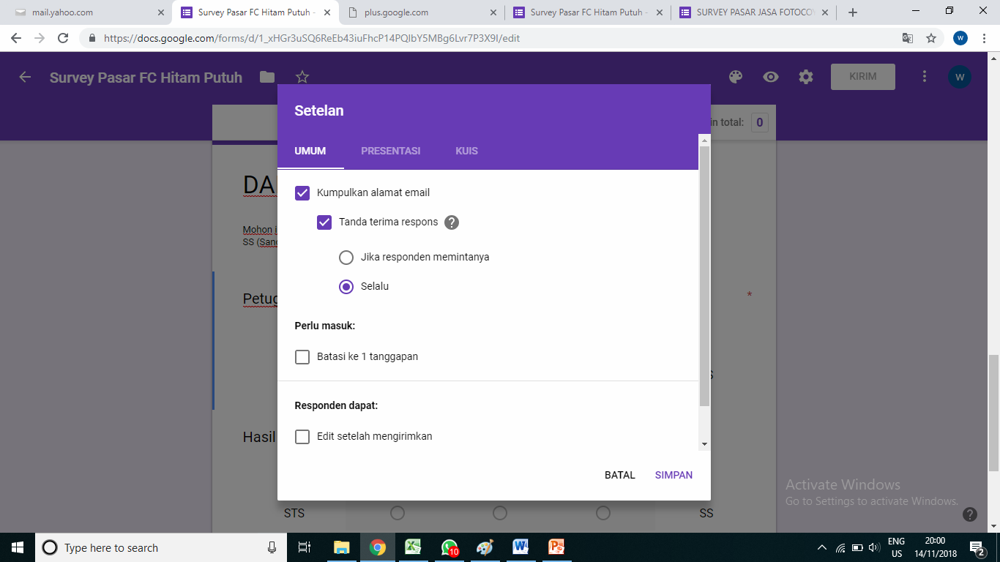 mail.yahoo.com
Survey Pasar FC Hitam Putuh -
plus.google.com
Survey Pasar FC Hitam Putuh -
SURVEY PASAR JASA FOTOCO
https://docs.google.com/forms/d/1_xHGr3uSQ6ReEb43iuFhcP14PQIbY5MBg6Lvr7P3X9I/edit
W
Survey Pasar FC Hitam Putuh
KIRIM
W
Setelan
in total: 0
UMUM PRESENTASI KUIS
DA
Kumpulkan alamat email
Mohon i
Tanda terima respons ?
SS (Sang
Jika responden memintanya
Selalu
Petug
*
Perlu masuk:
Batasi ke 1 tanggapan
S
Responden dapat:
Hasil
Edit setelah mengirimkan
BATAL SIMPAN
Activate Windows
Go to Settings to activate Windows.
STS SS
?
Type here to search
10
ENG
US
20:00
14/11/2018
2